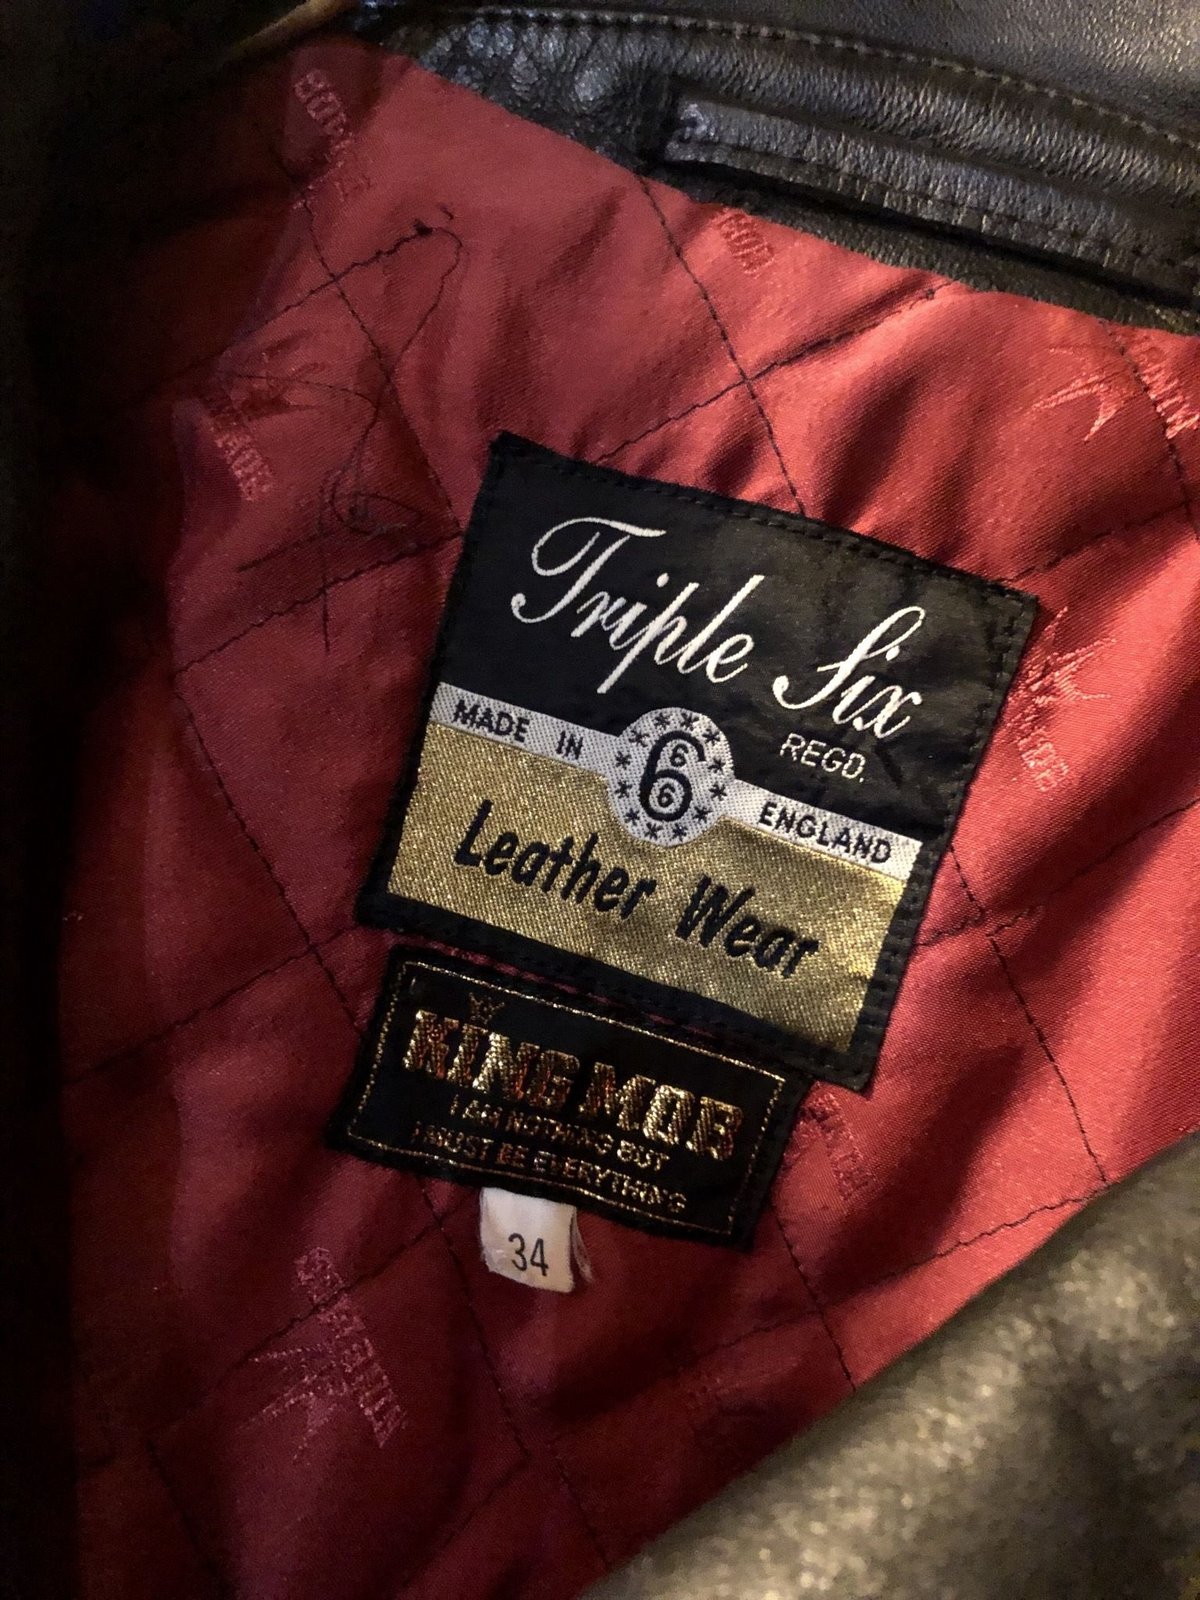 Triple Six
REGD.
MADE IN
6
6
6
ENGLAND
Leather Wear
KING MOB
I AM NOTHING BUT
I MUST BE EVERYTHING
34